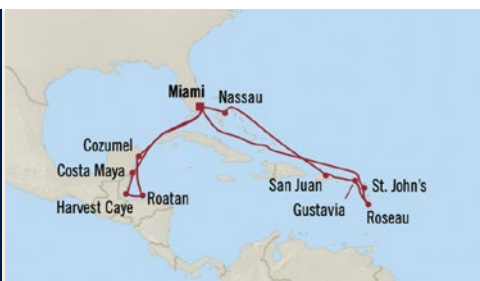 Miami
Nassau
Cozumel
Costa Maya
Harvest Caye
Roatan
San Juan
St. John's
Gustavia
Roseau